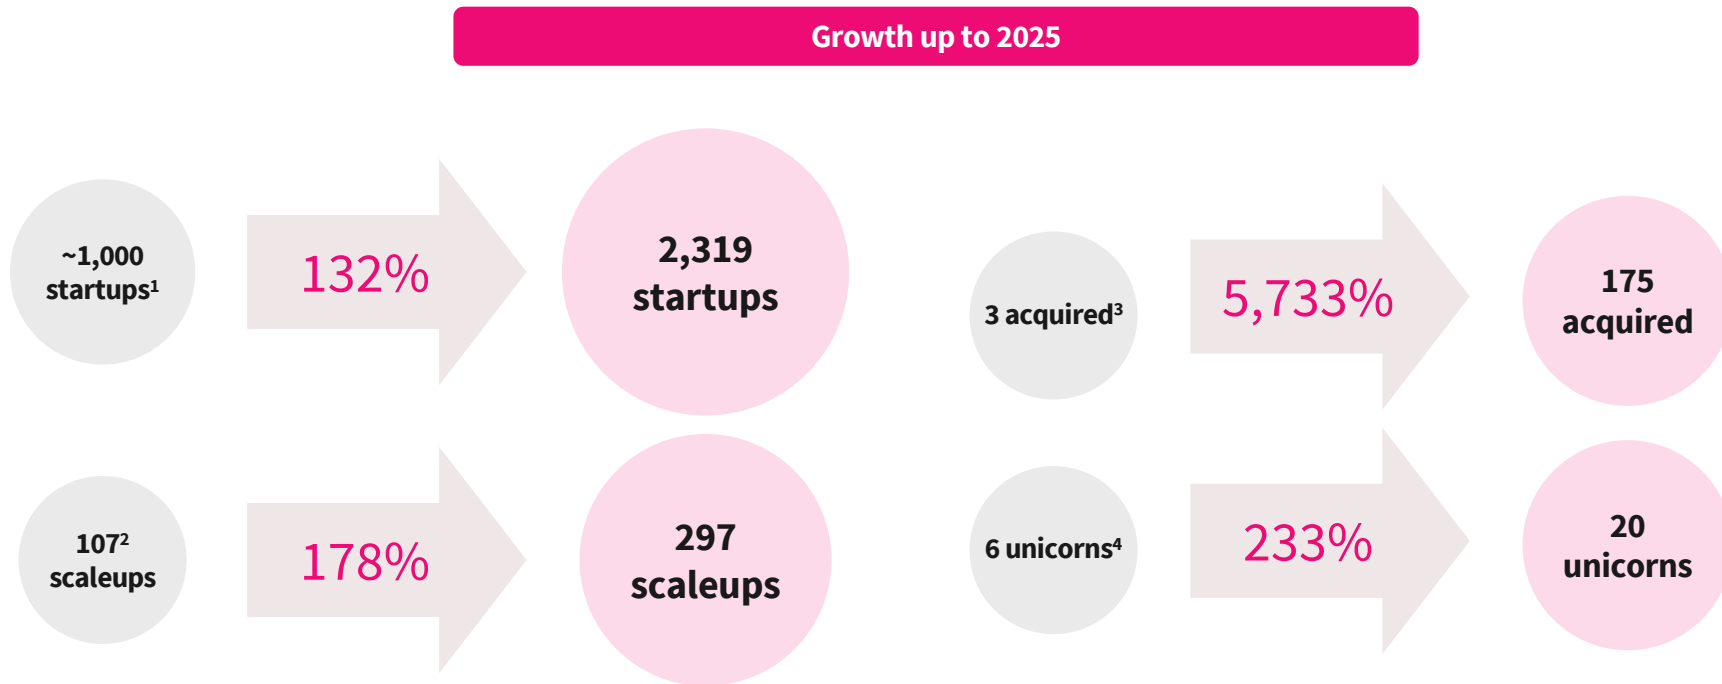 Growth up to 2025
~1,000
startups¹
132%
2,319
startups
3 acquired³
5,733%
175
acquired
107²
scaleups
178%
297
scaleups
6 unicorns⁴
233%
20
unicorns